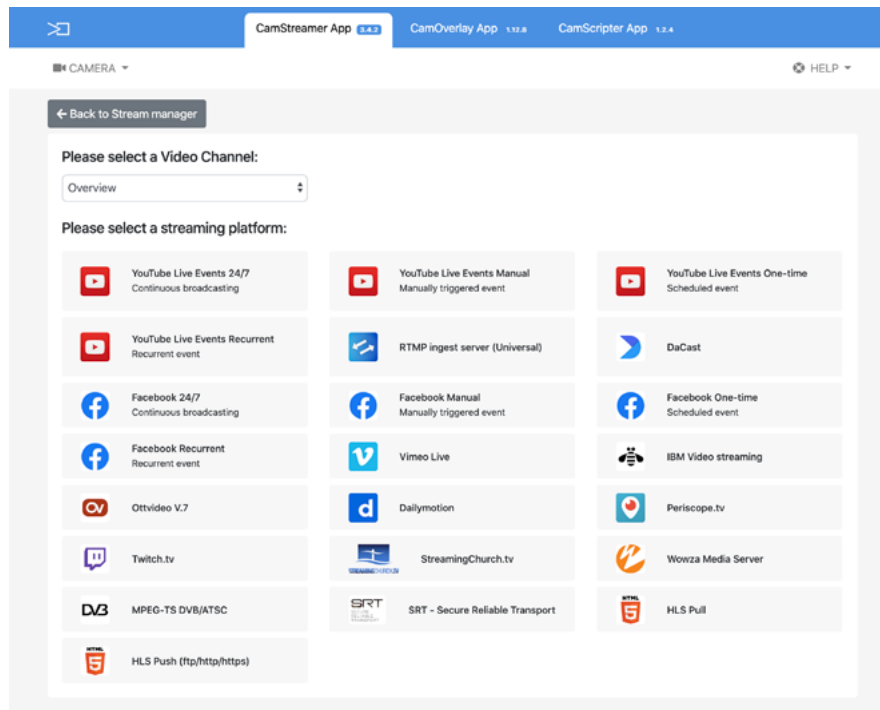 CamStreamer App 3.4.2 CamOverlay App 1.12.8 CamScripter App 1.2.4
CAMERA HELP
Back to Stream manager
Please select a Video Channel:
Overview
Please select a streaming platform:
YouTube Live Events 24/7
Continuous broadcasting
YouTube Live Events Manual
Manually triggered event
YouTube Live Events One-time
Scheduled event
YouTube Live Events Recurrent
Recurrent event
RTMP ingest server (Universal)
DaCast
Facebook 24/7
Continuous broadcasting
Facebook Manual
Manually triggered event
Facebook One-time
Scheduled event
Facebook Recurrent
Recurrent event
Vimeo Live
IBM Video streaming
Ov
Ottvideo V.7
d
Dailymotion
Periscope.tv
Twitch.tv
StreamingChurch.tv
Wowza Media Server
DVB
MPEG-TS DVB/ATSC
SRT
SRT - Secure Reliable Transport
HTML
5
HLS Pull
HTML
5
HLS Push (ftp/http/https)